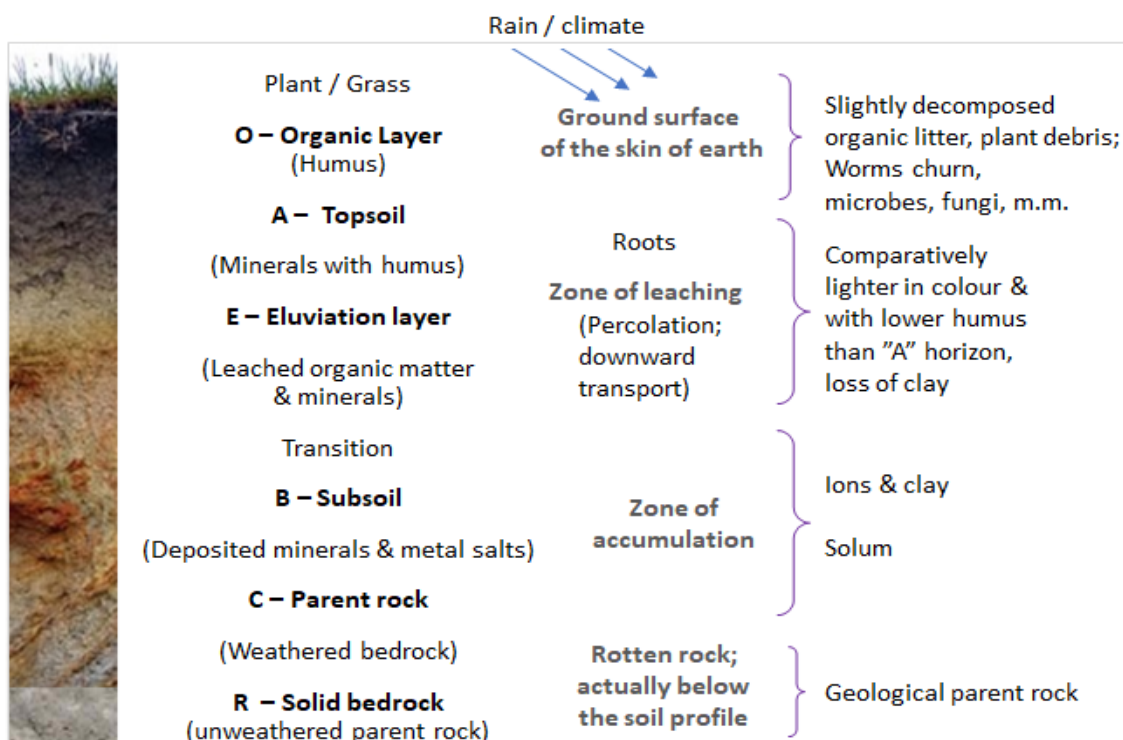 Rain / climate
Plant / Grass
O – Organic Layer
(Humus)
A – Topsoil
(Minerals with humus)
E – Eluviation layer
(Leached organic matter
& minerals)
Transition
B – Subsoil
(Deposited minerals & metal salts)
C – Parent rock
(Weathered bedrock)
R – Solid bedrock
(unweathered parent rock)
Ground surface
of the skin of earth
Roots
Zone of leaching
(Percolation;
downward
transport)
Zone of
accumulation
Rotten rock;
actually below
the soil profile
Slightly decomposed
organic litter, plant debris;
Worms churn,
microbes, fungi, m.m.
Comparatively
lighter in colour &
with lower humus
than ”A” horizon,
loss of clay
Ions & clay
Solum
Geological parent rock